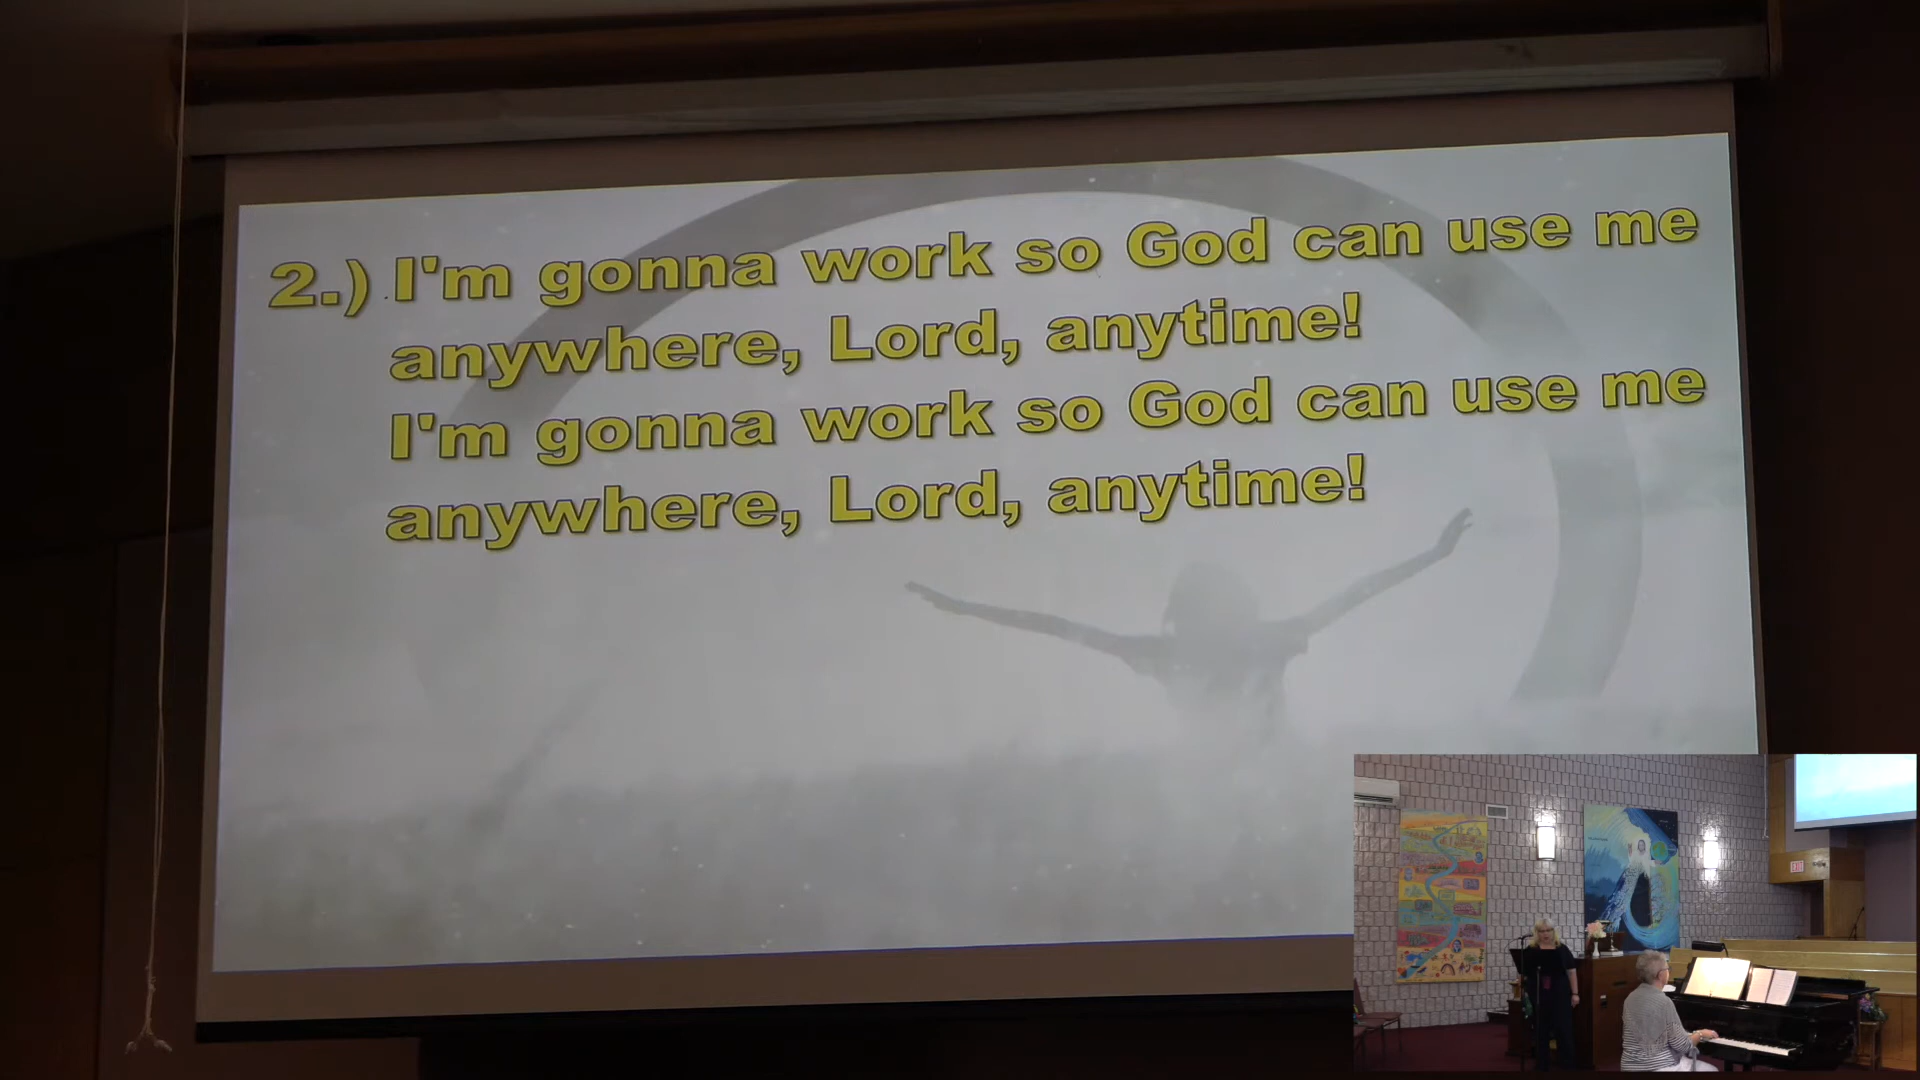 2.) I'm gonna work so God can use me
anywhere, Lord, anytime!
I'm gonna work so God can use me
anywhere, Lord, anytime!
EXIT